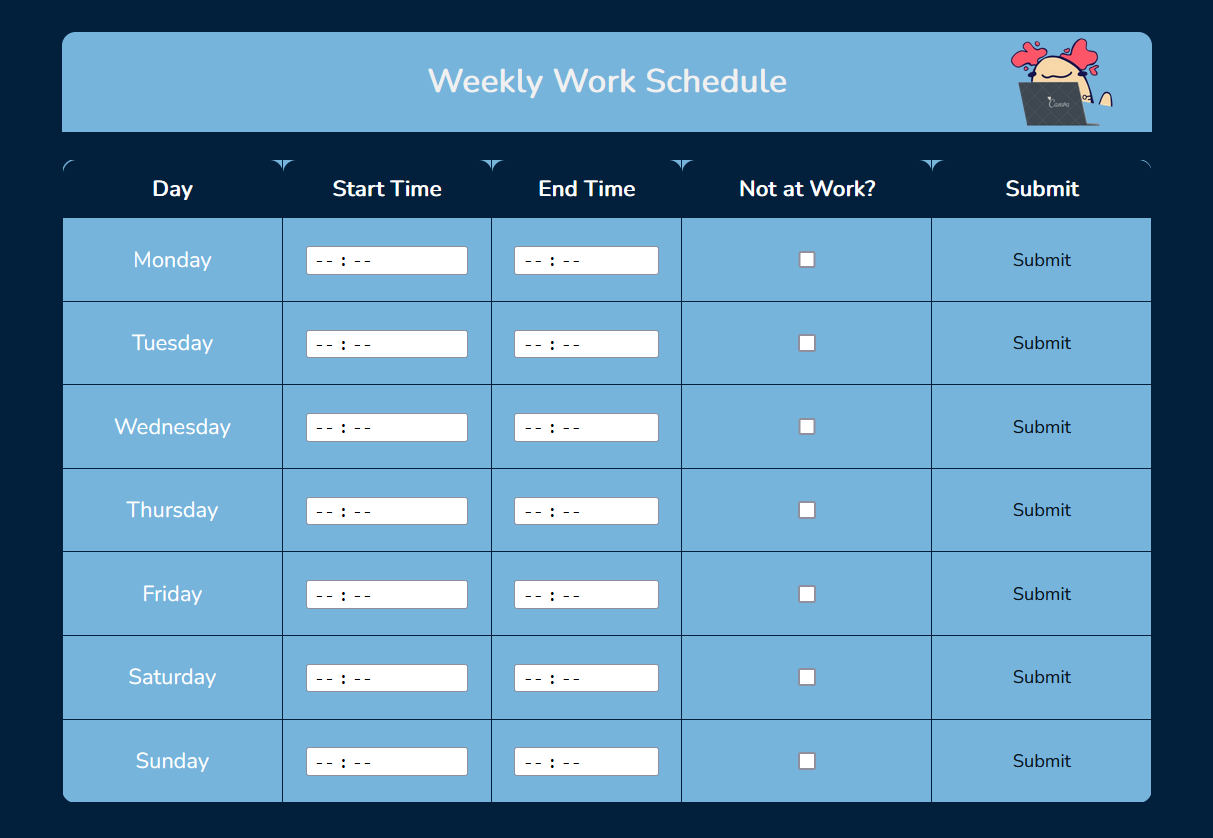 Weekly Work Schedule
Canva
Day Start Time End Time Not at Work? Submit
Monday --:-- --:-- Submit
Tuesday --:-- --:-- Submit
Wednesday --:-- --:-- Submit
Thursday --:-- --:-- Submit
Friday --:-- --:-- Submit
Saturday --:-- --:-- Submit
Sunday --:-- --:-- Submit